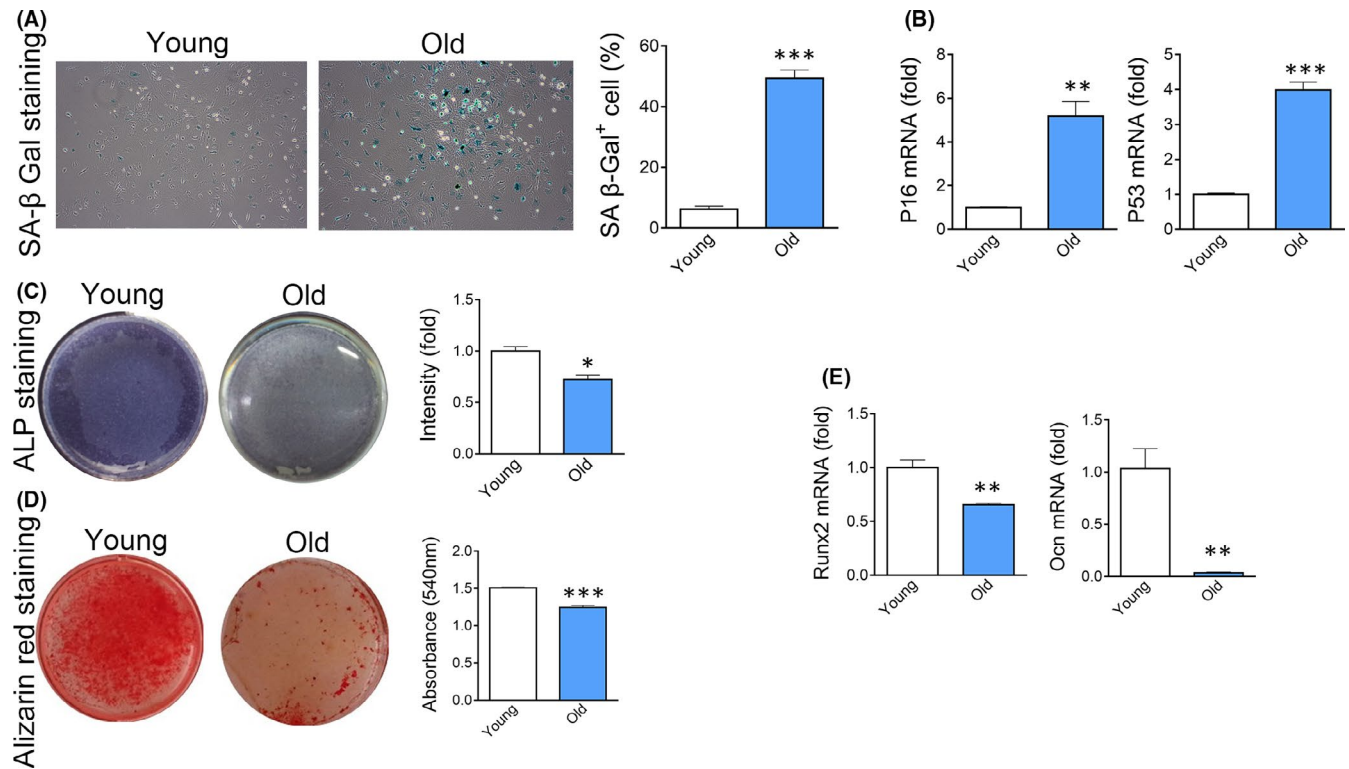 (A)
SA-β Gal staining
Young
Old
SA β-Gal+ cell (%)
60
40
20
0
***
Young
Old
(B)
P16 mRNA (fold)
8
6
4
2
0
**
Young
Old
P53 mRNA (fold)
5
4
3
2
1
0
***
Young
Old
(C)
ALP staining
Young
Old
Intensity (fold)
1.5
1.0
0.5
0.0
*
Young
Old
(D)
Alizarin red staining
Young
Old
Absorbance (540nm)
2.0
1.5
1.5
1.0
0.0
***
Young
Old
(E)
Runx2 mRNA (fold)
1.5
1.0
0.5
0.0
**
Young
Old
Ocn mRNA (fold)
1.5
1.0
0.5
0.0
**
Young
Old